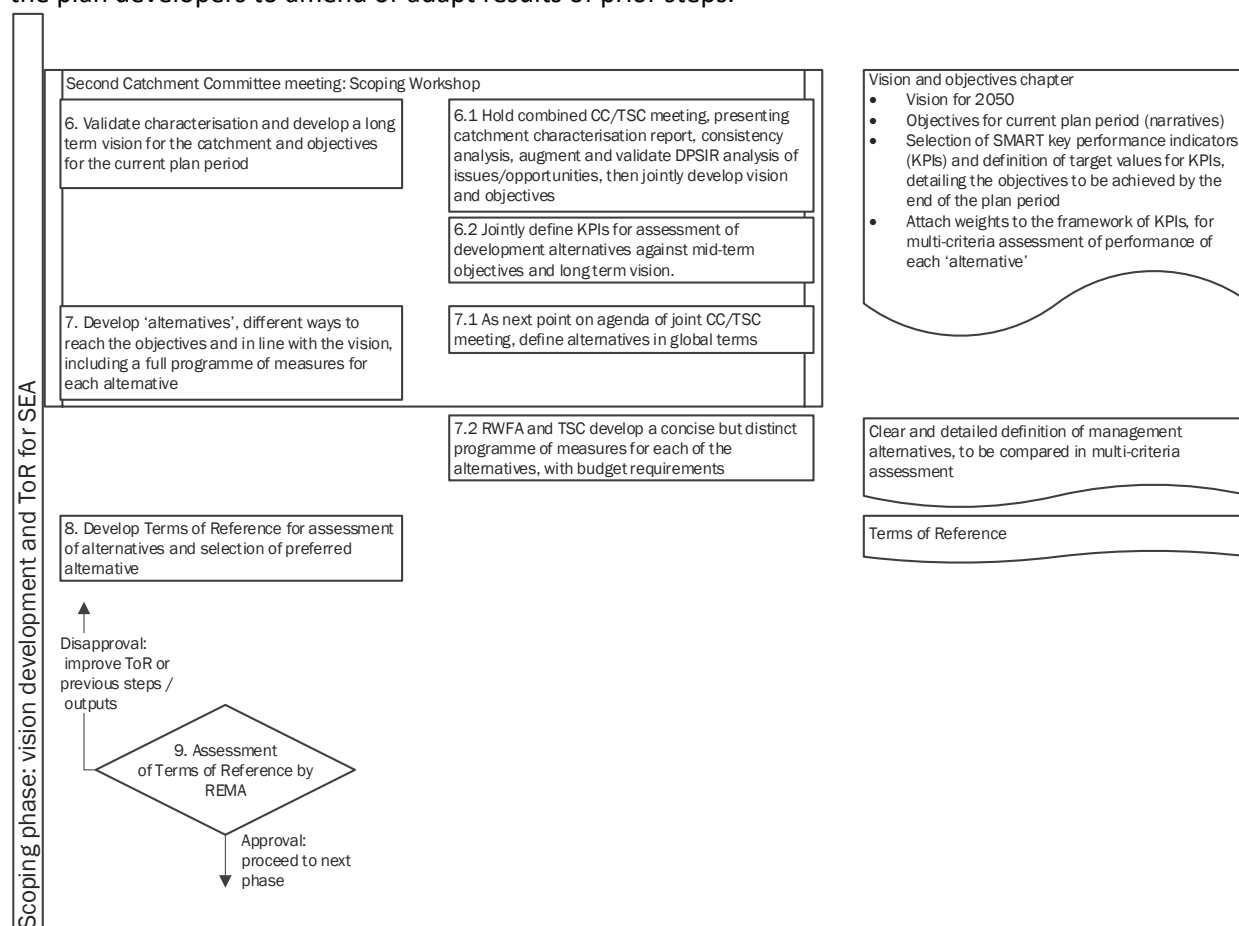 the plan developers to amend or adapt results of prior steps.
Scoping phase: vision development and ToR for SEA
Second Catchment Committee meeting: Scoping Workshop
6. Validate characterisation and develop a long
term vision for the catchment and objectives
for the current plan period
6.1 Hold combined CC/TSC meeting, presenting
catchment characterisation report, consistency
analysis, augment and validate DPSIR analysis of
issues/opportunities, then jointly develop vision
and objectives
6.2 Jointly define KPIs for assessment of
development alternatives against mid-term
objectives and long term vision.
Vision and objectives chapter
• Vision for 2050
• Objectives for current plan period (narratives)
• Selection of SMART key performance indicators
(KPIs) and definition of target values for KPIs,
detailing the objectives to be achieved by the
end of the plan period
• Attach weights to the framework of KPIs, for
multi-criteria assessment of performance of
each ‘alternative’
7. Develop ‘alternatives’, different ways to
reach the objectives and in line with the vision,
including a full programme of measures for
each alternative
7.1 As next point on agenda of joint CC/TSC
meeting, define alternatives in global terms
7.2 RWFA and TSC develop a concise but distinct
programme of measures for each of the
alternatives, with budget requirements
Clear and detailed definition of management
alternatives, to be compared in multi-criteria
assessment
8. Develop Terms of Reference for assessment
of alternatives and selection of preferred
alternative
Terms of Reference
Disapproval:
improve ToR or
previous steps /
outputs
9. Assessment
of Terms of Reference by
REMA
Approval:
proceed to next
phase